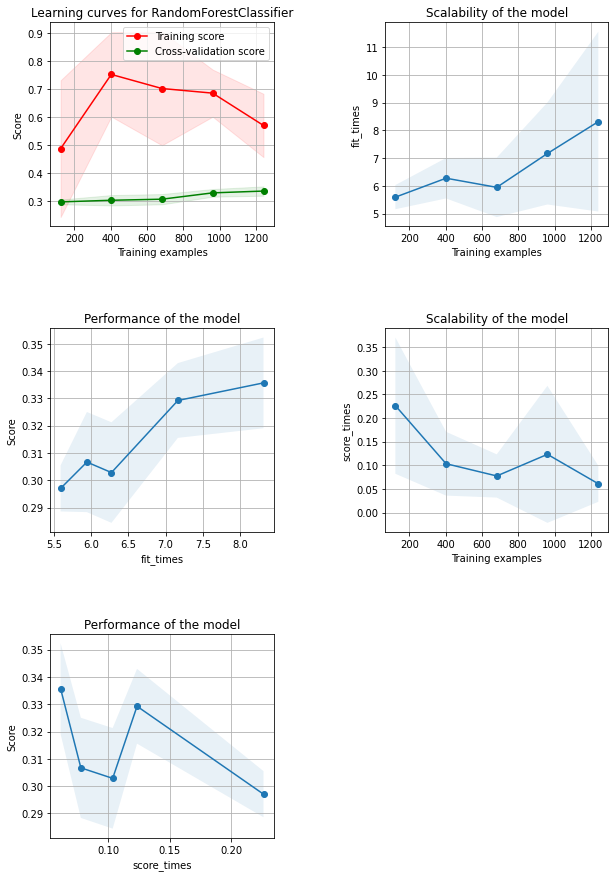 Learning curves for RandomForestClassifier
Training score
Cross-validation score
0.9
0.8
0.7
0.6
0.5
0.4
0.3
Score
200 400 600 800 1000 1200
Training examples
Scalability of the model
11
10
9
8
7
6
5
fit_times
200 400 600 800 1000 1200
Training examples
Performance of the model
0.35
0.34
0.33
0.32
0.31
0.30
0.29
Score
5.5 6.0 6.5 7.0 7.5 8.0
fit_times
Scalability of the model
0.35
0.30
0.25
0.20
0.15
0.10
0.05
0.00
score_times
200 400 600 800 1000 1200
Training examples
Performance of the model
0.35
0.34
0.33
0.32
0.31
0.30
0.29
Score
0.10 0.15 0.20
score_times